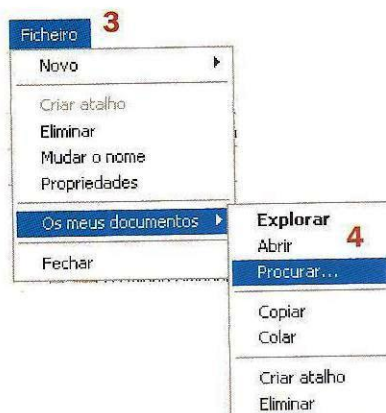 Ficheiro 3
Novo
Criar atalho
Eliminar
Mudar o nome
Propriedades
Os meus documentos
Fechar
Explorar
Abrir 4
Procurar...
Copiar
Colar
Criar atalho
Eliminar